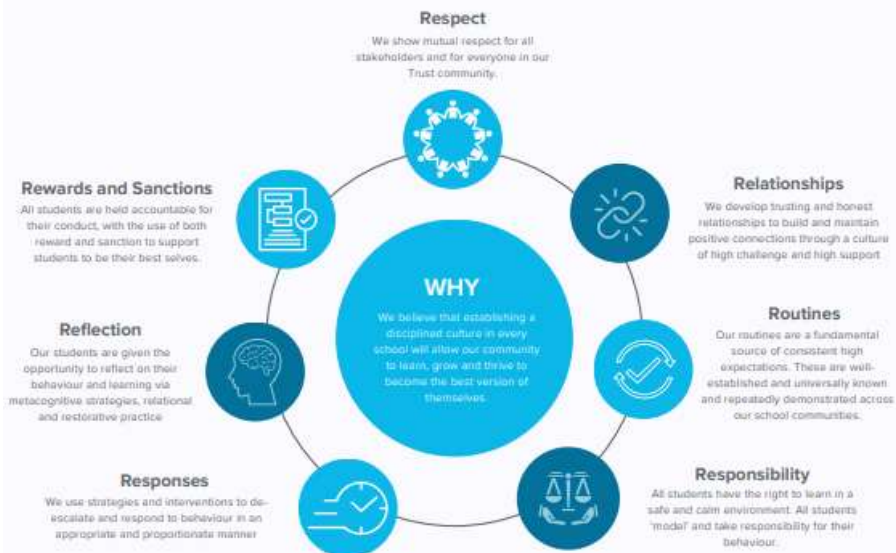 Respect
We show mutual respect for all
stakeholders and for everyone in our
Trust community.
Relationships
We develop trusting and honest
relationships to build and maintain
positive connections through a culture
of high challenge and high support
Routines
Our routines are a fundamental
source of consistent high
expectations. These are well-
established and universally known
and repeatedly demonstrated across
our school communities.
Responsibility
All students have the right to learn in a
safe and calm environment. All students
'model' and take responsibility for their
behaviour.
Responses
We use strategies and interventions to de-
escalate and respond to behaviour in an
appropriate and proportionate manner
Reflection
Our students are given the
opportunity to reflect on their
behaviour and learning via
metacognitive strategies, relational
and restorative practice
Rewards and Sanctions
All students are held accountable for
their conduct, with the use of both
reward and sanction to support
students to be their best selves.
WHY
We believe that establishing a
disciplined culture in every
school will allow our community
to learn, grow and thrive to
become the best version of
themselves